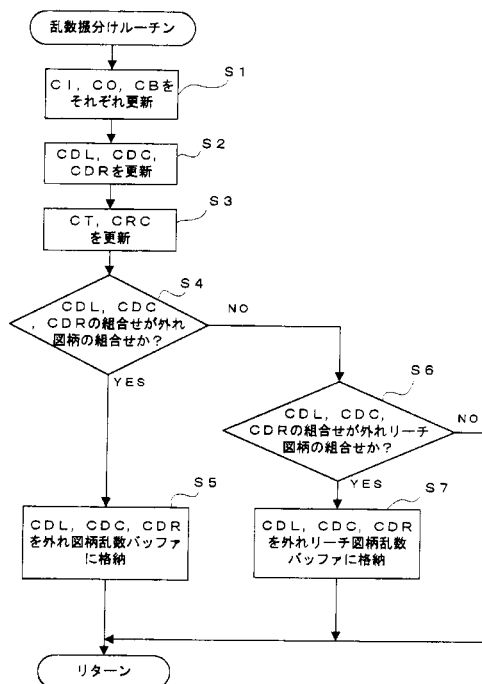 乱数振分けルーチン
S1
CI, CO, CBを
それぞれ更新
S2
CDL, CDC,
CDRを更新
S3
CT, CRC
を更新
S4
CDL, CDC
, CDRの組合せが外れ
図柄の組合せか?
NO
YES
S6
CDL, CDC,
CDRの組合せが外れリーチ
図柄の組合せか?
NO
YES
S5
CDL, CDC, CDR
を外れ図柄乱数バッファ
に格納
S7
CDL, CDC, CDR
を外れリーチ図柄乱数
バッファに格納
リターン